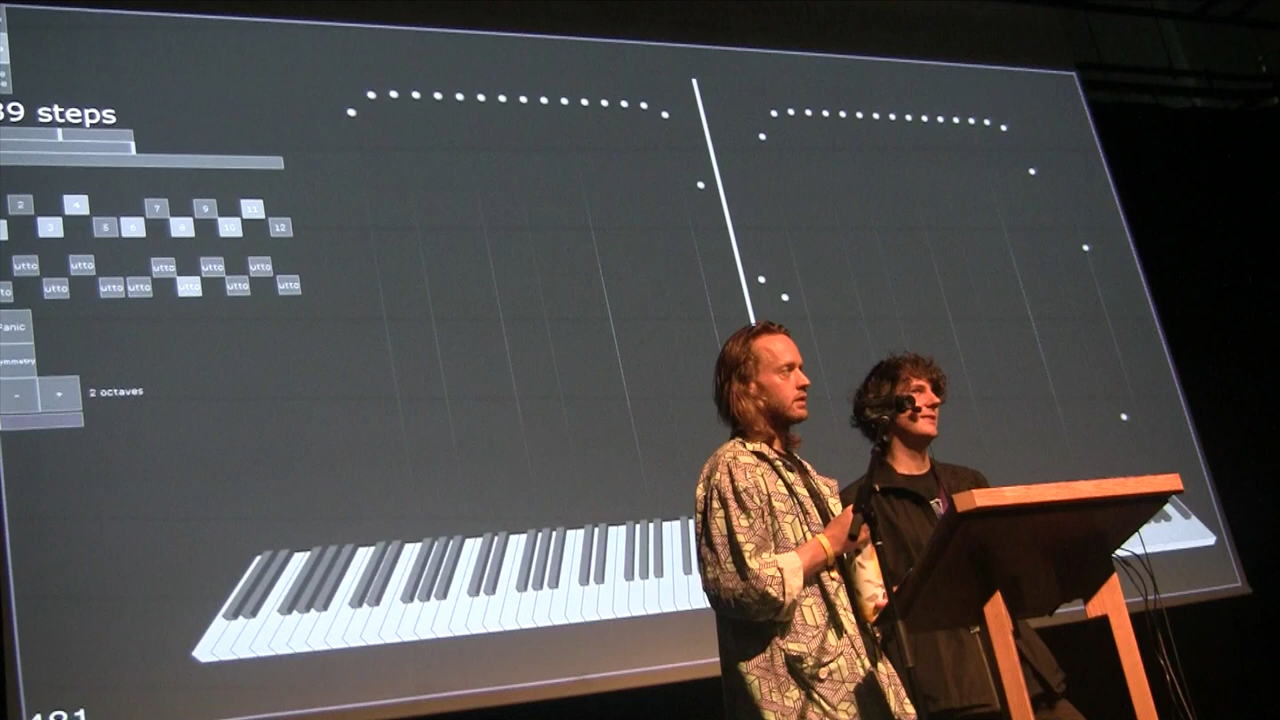 39 steps
2 4 7 9 11
3 5 6 8 10 12
utto utto utto utto utto
utto utto utto utto utto utto
Panic
ymmetry
- + 2 octaves
481